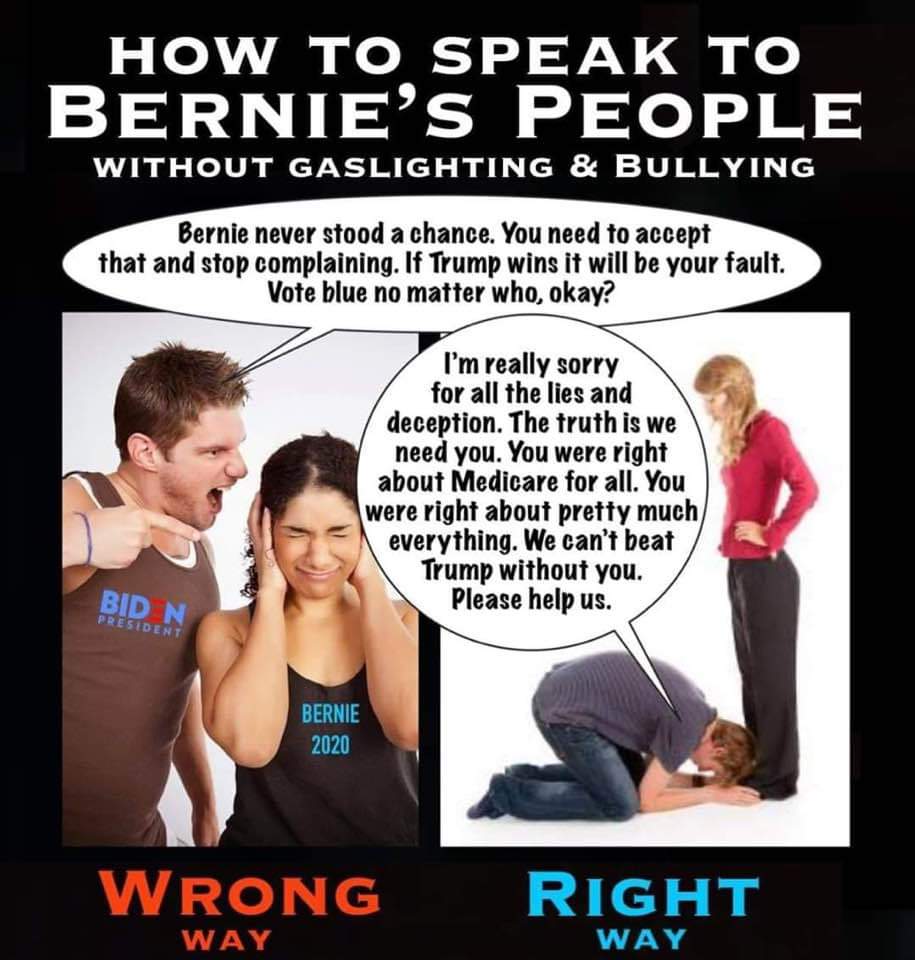 HOW TO SPEAK TO
BERNIE'S PEOPLE
WITHOUT GASLIGHTING & BULLYING
Bernie never stood a chance. You need to accept
that and stop complaining. If Trump wins it will be your fault.
Vote blue no matter who, okay?
I'm really sorry
for all the lies and
deception. The truth is we
need you. You were right
about Medicare for all. You
were right about pretty much
everything. We can't beat
Trump without you.
Please help us.
BIDEN
PRESIDENT
BERNIE
2020
WRONG
WAY
RIGHT
WAY